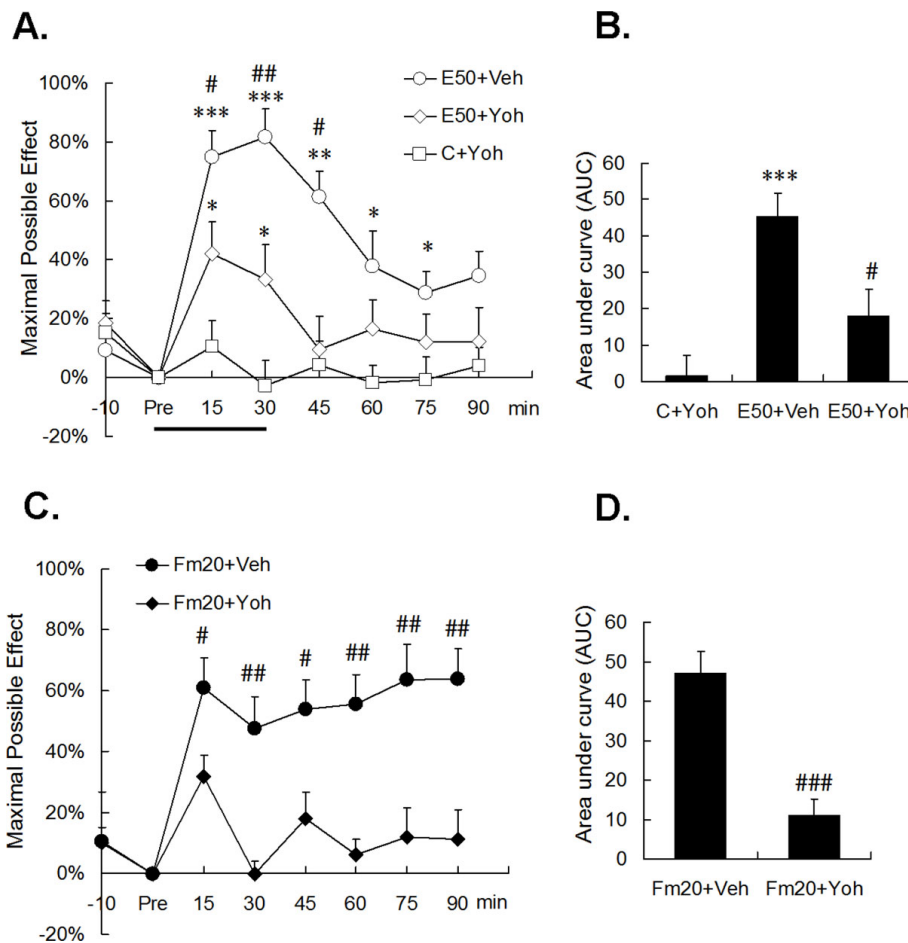 A.
100%
80%
60%
40%
20%
0%
-20%
Maximal Possible Effect
# ## #
*** *** **
* * * *
E50+Veh
E50+Yoh
C+Yoh
-10 Pre 15 30 45 60 75 90 min
B.
60
50
40
30
20
10
0
Area under curve (AUC)
***
#
C+Yoh E50+Veh E50+Yoh
C.
100%
80%
60%
40%
20%
0%
-20%
Maximal Possible Effect
Fm20+Veh
Fm20+Yoh
# ## # ## ## ##
-10 Pre 15 30 45 60 75 90 min
D.
60
50
40
30
20
10
0
Area under curve (AUC)
###
Fm20+Veh Fm20+Yoh